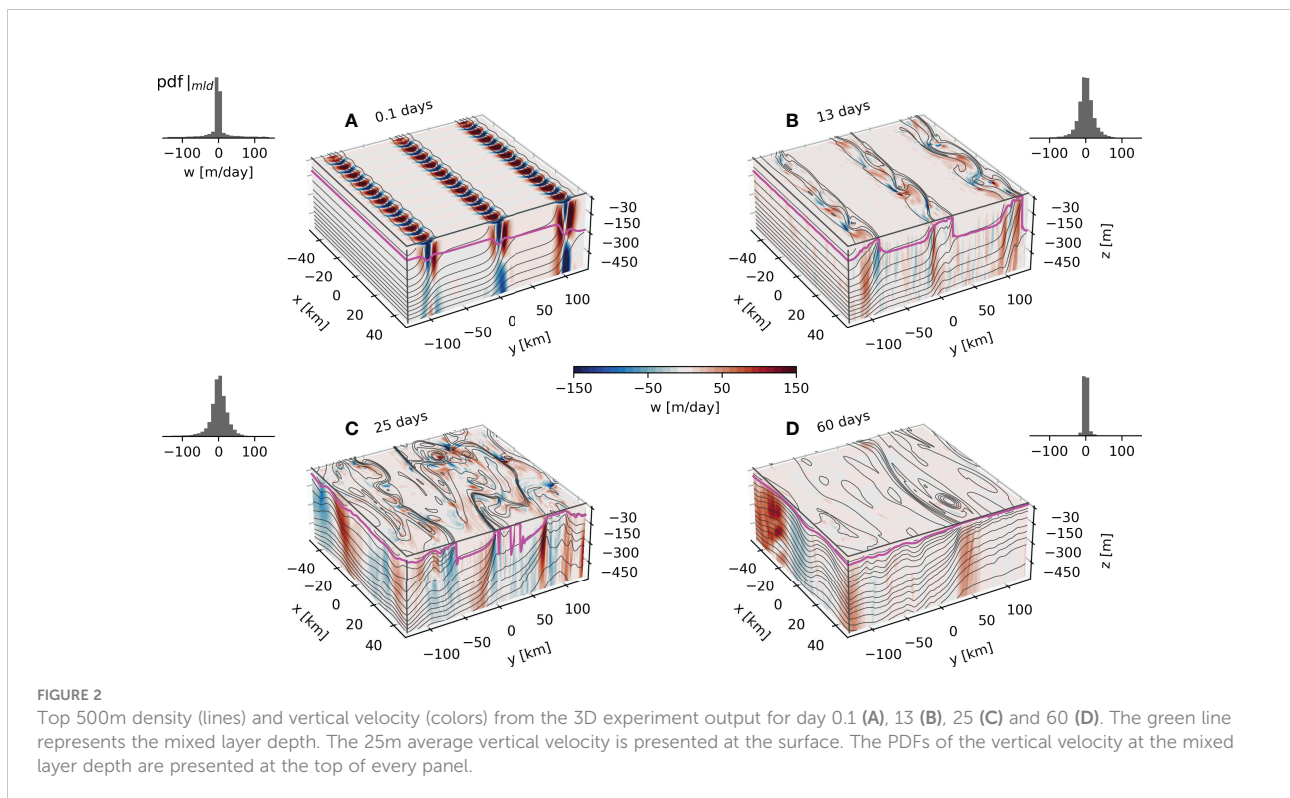 pdf|mld
−100 0 100
w [m/day]
A 0.1 days
−30
−150
−300
−450
−40
−20
0
20
40
x [km]
−100
−50
0
50
100
y [km]
B 13 days
−100 0 100
−30
−150
−300
−450
z [m]
−40
−20
0
20
40
x [km]
−100
−50
0
50
100
y [km]
−150 −50 50 150
w [m/day]
−100 0 100
C 25 days
−30
−150
−300
−450
−40
−20
0
20
40
x [km]
−100
−50
0
50
100
y [km]
D 60 days
−100 0 100
−30
−150
−300
−450
z [m]
−40
−20
0
20
40
x [km]
−100
−50
0
50
100
y [km]
FIGURE 2
Top 500m density (lines) and vertical velocity (colors) from the 3D experiment output for day 0.1 (A), 13 (B), 25 (C) and 60 (D). The green line
represents the mixed layer depth. The 25m average vertical velocity is presented at the surface. The PDFs of the vertical velocity at the mixed
layer depth are presented at the top of every panel.